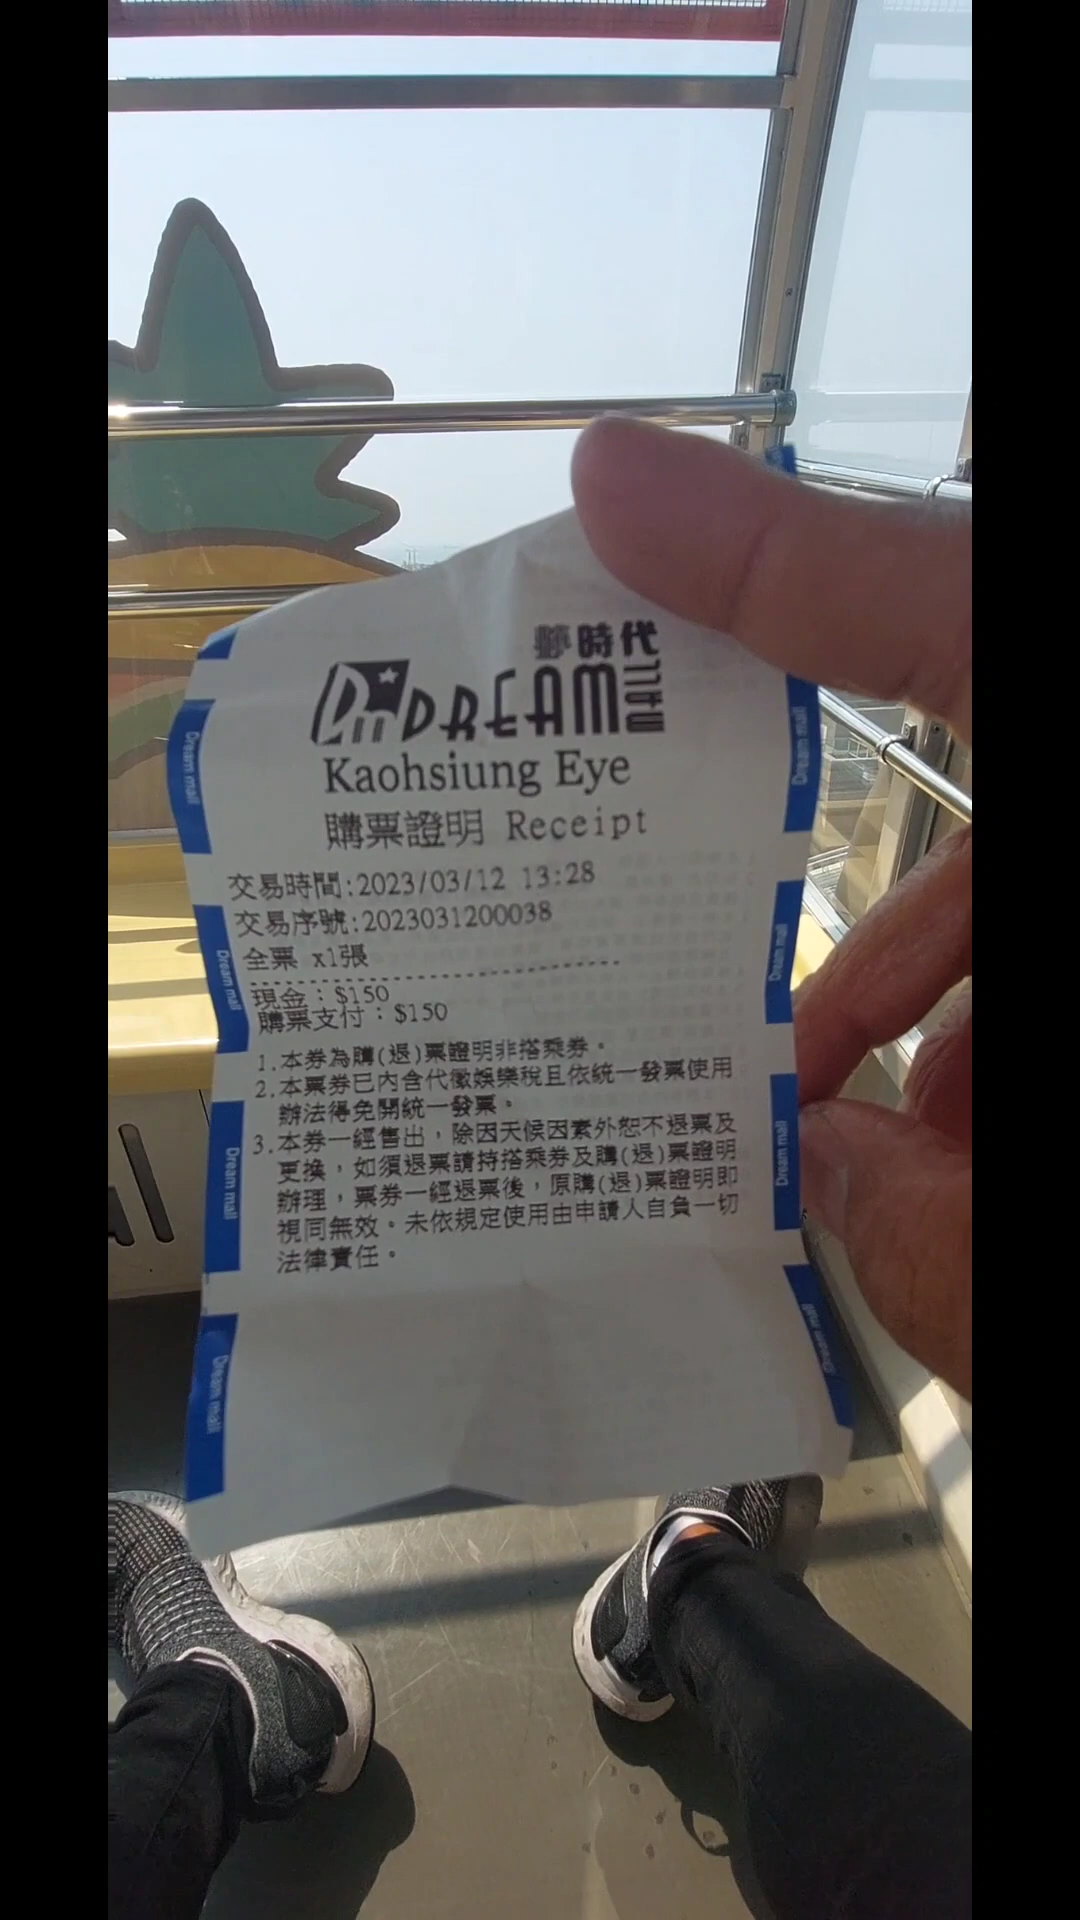 夢時代
DREAM MALL
Kaohsiung Eye
購票證明 Receipt
交易時間:2023/03/12 13:28
交易序號:2023031200038
全票 x1張
現金：$150
購票支付：$150
1.本券為購(退)票證明非搭乘券。
2.本票券已內含代徵娛樂稅且依統一發票使用
辦法得免開統一發票。
3.本券一經售出，除因天候因素外恕不退票及
更換，如須退票請持搭乘券及購(退)票證明
辦理，票券一經退票後，原購(退)票證明即
視同無效。未依規定使用由申請人自負一切
法律責任。
Dream mall
Dream mall
Dream mall
Dream mall
Dream mall
Dream mall
Dream mall
Dream mall